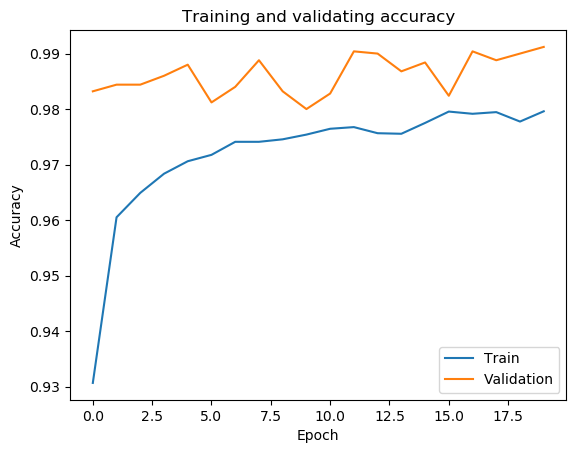 Training and validating accuracy
0.99
0.98
0.97
0.96
0.95
0.94
0.93
Accuracy
Train
Validation
0.0 2.5 5.0 7.5 10.0 12.5 15.0 17.5
Epoch